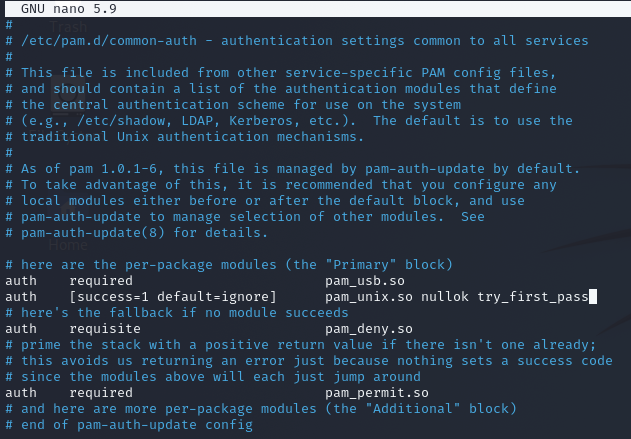 GNU nano 5.9
#
# /etc/pam.d/common-auth - authentication settings common to all services
#
# This file is included from other service-specific PAM config files,
# and should contain a list of the authentication modules that define
# the central authentication scheme for use on the system
# (e.g., /etc/shadow, LDAP, Kerberos, etc.).  The default is to use the
# traditional Unix authentication mechanisms.
#
# As of pam 1.0.1-6, this file is managed by pam-auth-update by default.
# To take advantage of this, it is recommended that you configure any
# local modules either before or after the default block, and use
# pam-auth-update to manage selection of other modules.  See
# pam-auth-update(8) for details.
# here are the per-package modules (the "Primary" block)
auth    required                        pam_usb.so
auth    [success=1 default=ignore]      pam_unix.so nullok try_first_pass
# here's the fallback if no module succeeds
auth    requisite                       pam_deny.so
# prime the stack with a positive return value if there isn't one already;
# this avoids us returning an error just because nothing sets a success code
# since the modules above will each just jump around
auth    required                        pam_permit.so
# and here are more per-package modules (the "Additional" block)
# end of pam-auth-update config
Trash
Home